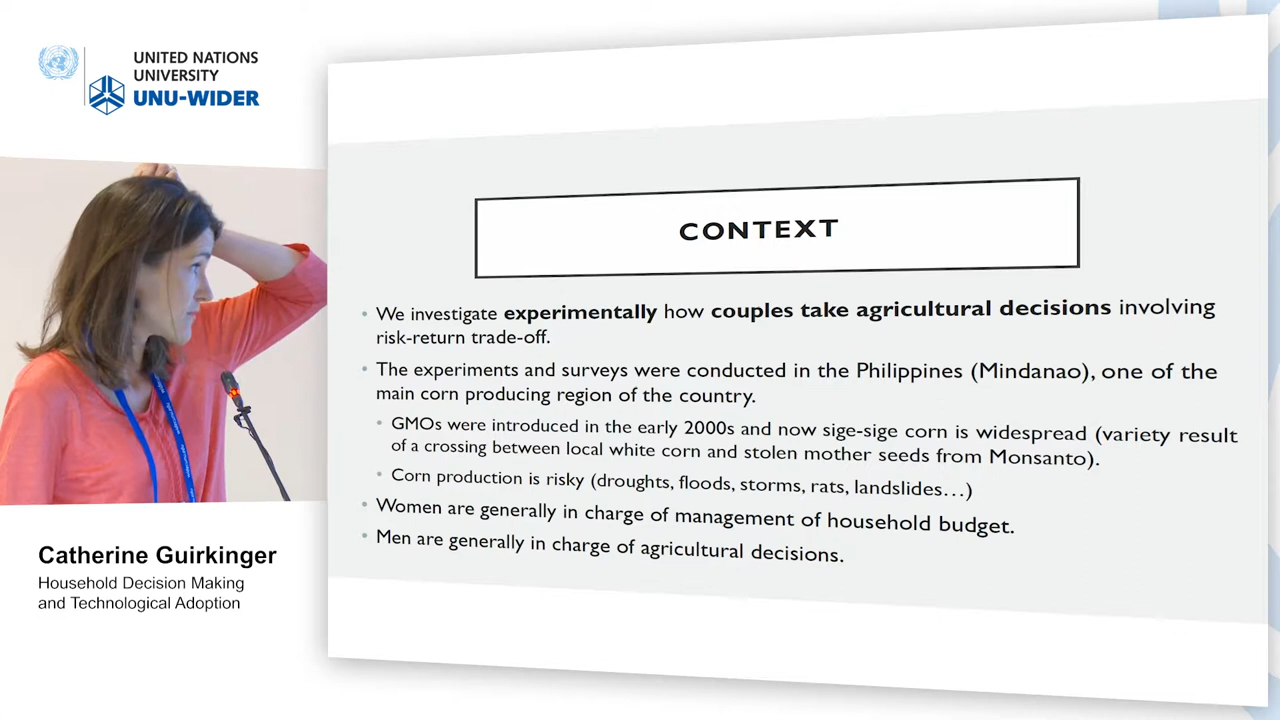 UNITED NATIONS
UNIVERSITY
UNU-WIDER
CONTEXT
• We investigate experimentally how couples take agricultural decisions involving
risk-return trade-off.
• The experiments and surveys were conducted in the Philippines (Mindanao), one of the
main corn producing region of the country.
• GMOs were introduced in the early 2000s and now sige-sige corn is widespread (variety result
of a crossing between local white corn and stolen mother seeds from Monsanto).
• Corn production is risky (droughts, floods, storms, rats, landslides…)
• Women are generally in charge of management of household budget.
• Men are generally in charge of agricultural decisions.
Catherine Guirkinger
Household Decision Making
and Technological Adoption